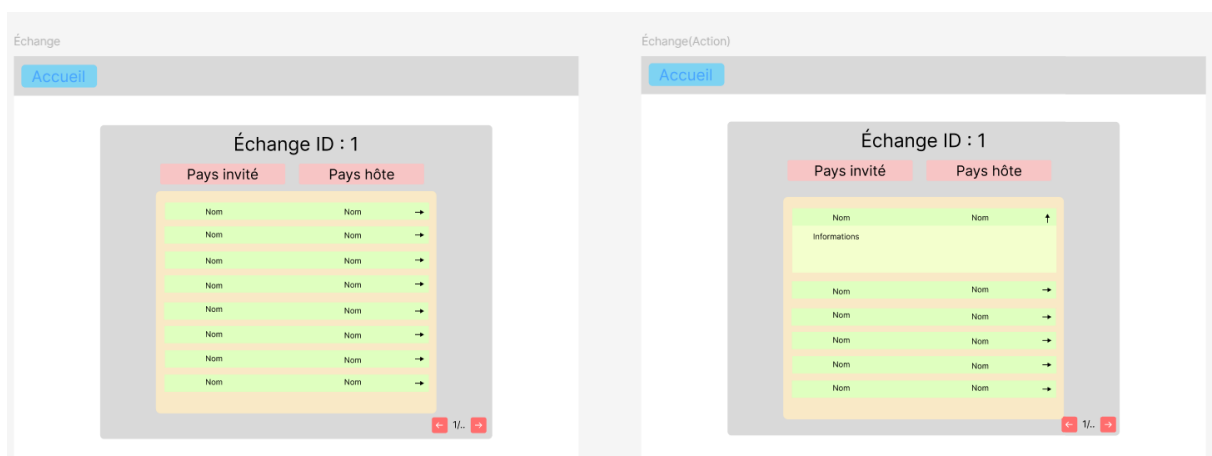 Échange
Accueil
Échange ID : 1
Pays invité Pays hôte
Nom Nom →
Nom Nom →
Nom Nom →
Nom Nom →
Nom Nom →
Nom Nom →
Nom Nom →
Nom Nom →
← 1/.. →
Échange(Action)
Accueil
Échange ID : 1
Pays invité Pays hôte
Nom Nom ↑
Informations
Nom Nom →
Nom Nom →
Nom Nom →
Nom Nom →
Nom Nom →
← 1/.. →